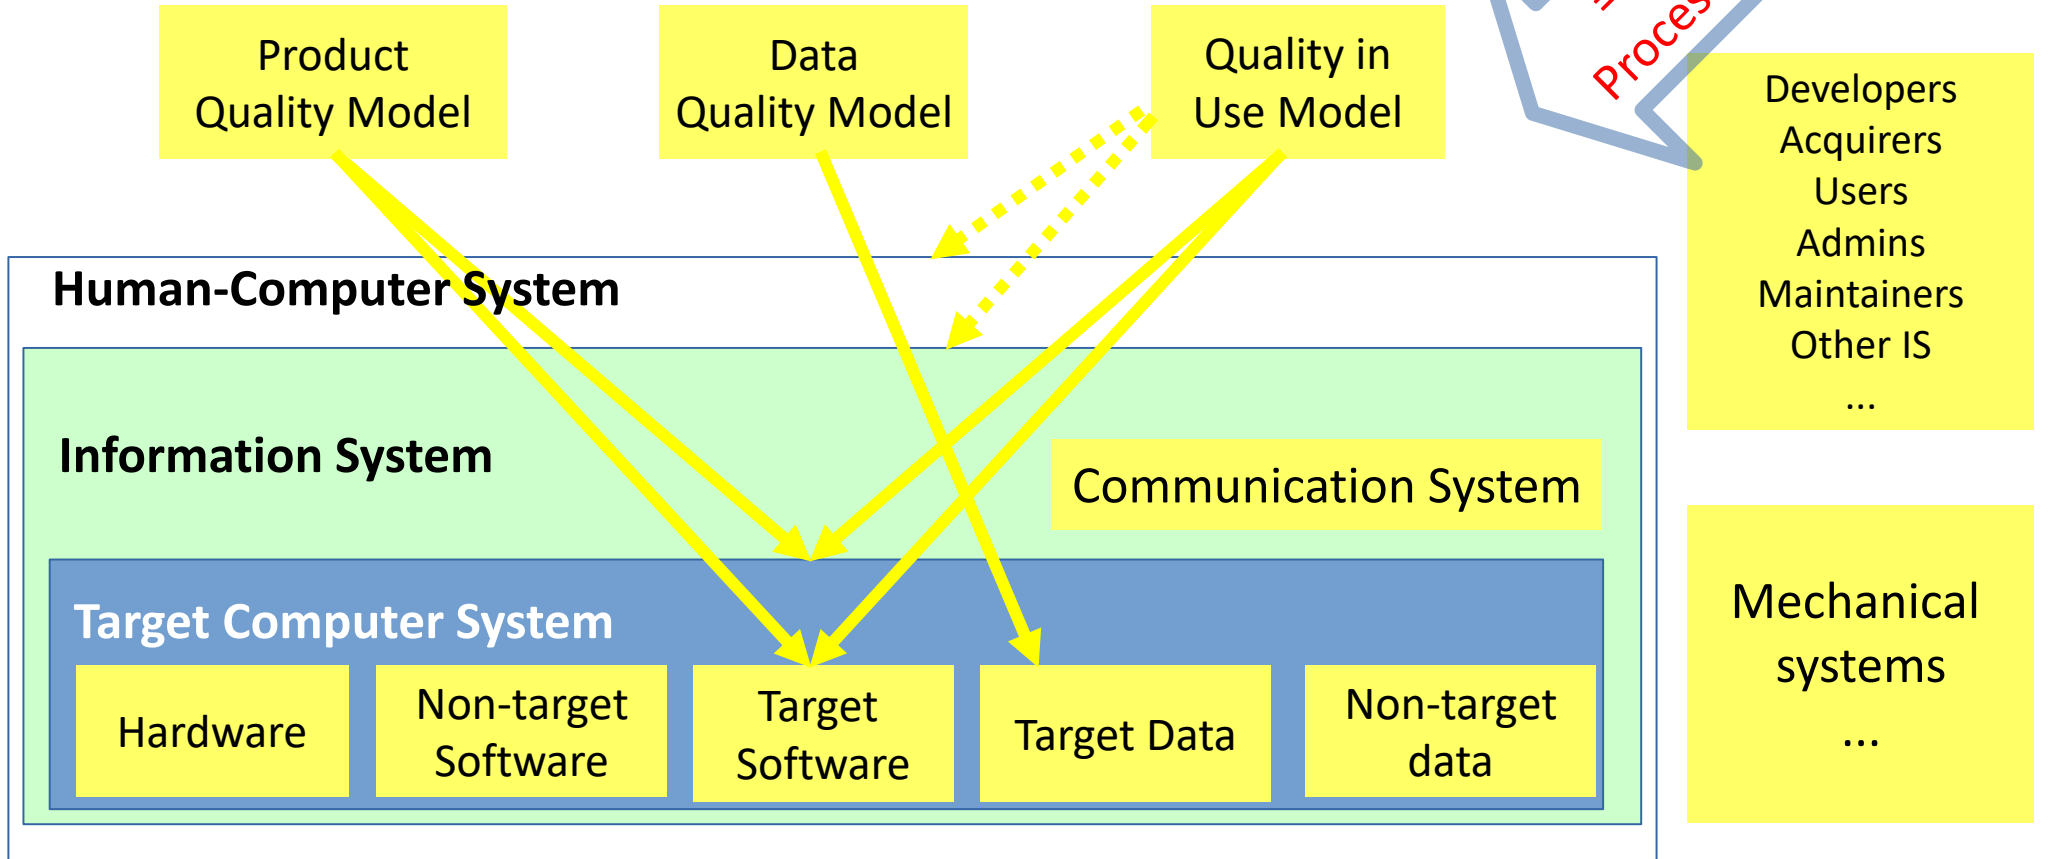 Product
Quality Model
Data
Quality Model
Quality in
Use Model
Developers
Acquirers
Users
Admins
Maintainers
Other IS
...
Human-Computer System
Information System
Communication System
Target Computer System
Hardware
Non-target
Software
Target
Software
Target Data
Non-target
data
Mechanical
systems
...